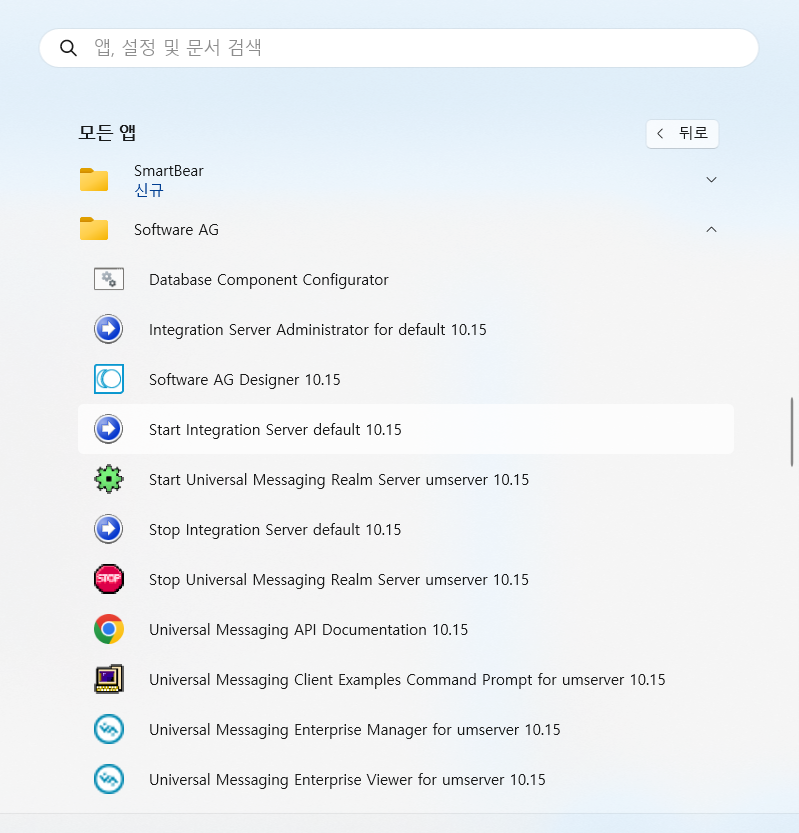 앱, 설정 및 문서 검색
모든 앱
뒤로
SmartBear
신규
Software AG
Database Component Configurator
Integration Server Administrator for default 10.15
Software AG Designer 10.15
Start Integration Server default 10.15
Start Universal Messaging Realm Server umserver 10.15
Stop Integration Server default 10.15
STOP
Stop Universal Messaging Realm Server umserver 10.15
Universal Messaging API Documentation 10.15
Universal Messaging Client Examples Command Prompt for umserver 10.15
Universal Messaging Enterprise Manager for umserver 10.15
Universal Messaging Enterprise Viewer for umserver 10.15